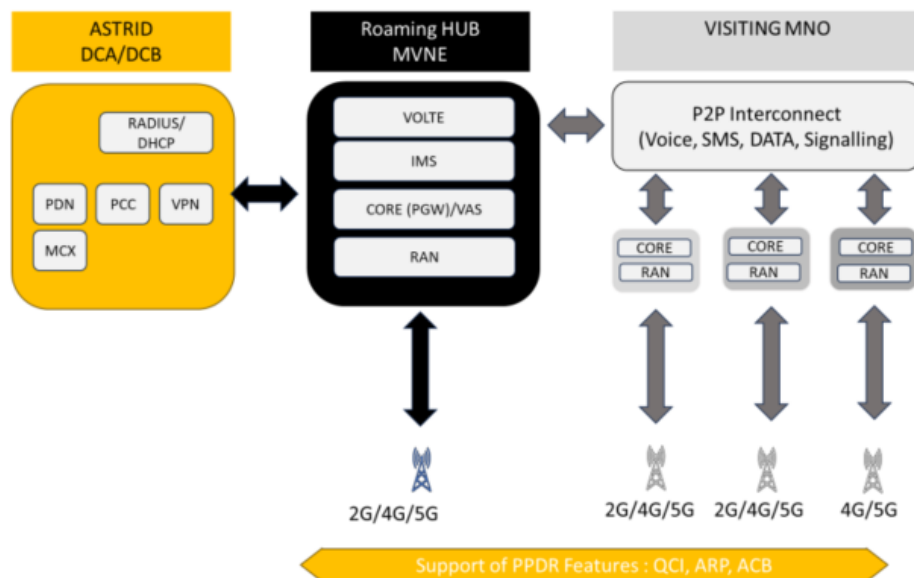 ASTRID
DCA/DCB
Roaming HUB
MVNE
VISITING MNO
RADIUS/
DHCP
PDN
PCC
VPN
MCX
VOLTE
IMS
CORE (PGW)/VAS
RAN
P2P Interconnect
(Voice, SMS, DATA, Signalling)
CORE
RAN
CORE
RAN
CORE
RAN
2G/4G/5G
2G/4G/5G
2G/4G/5G
4G/5G
Support of PPDR Features : QCI, ARP, ACB